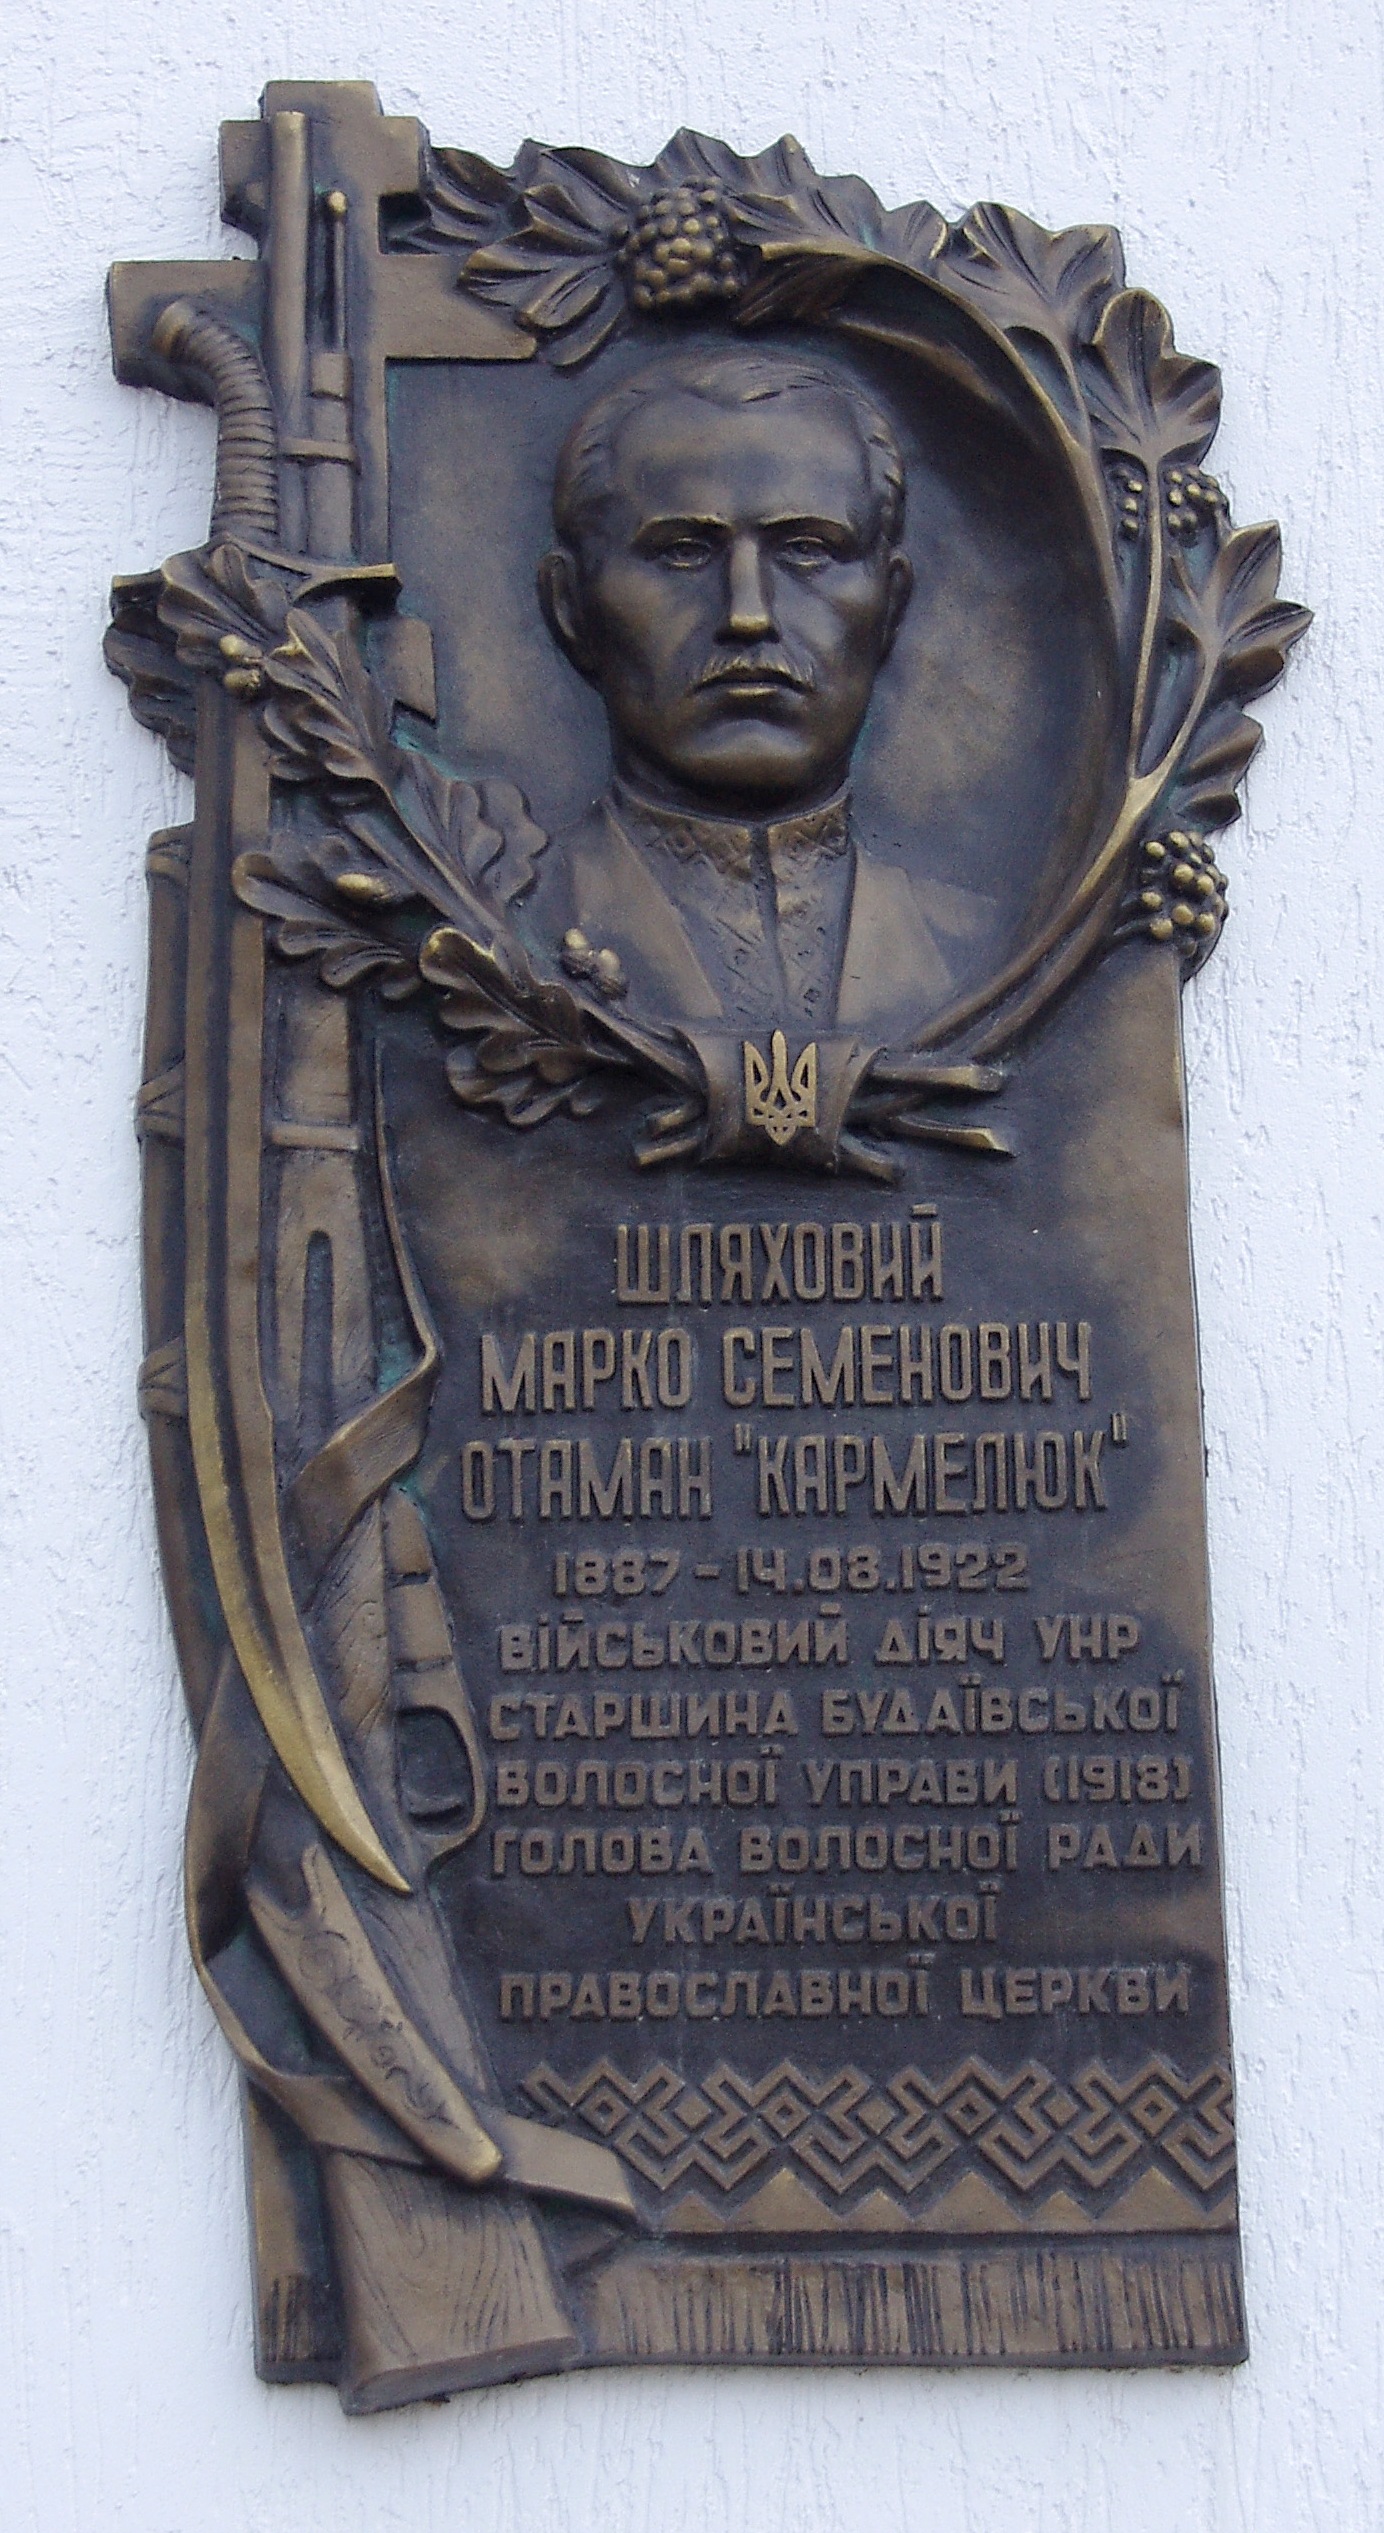 ШЛЯХОВИЙ
МАРКО СЕМЕНОВИЧ
ОТАМАН "КАРМЕЛЮК"
1887 - 14.08.1922
ВІЙСЬКОВИЙ ДІЯЧ УНР
СТАРШИНА БУДАЇВСЬКОЇ
ВОЛОСНОЇ УПРАВИ (1918)
ГОЛОВА ВОЛОСНОЇ РАДИ
УКРАЇНСЬКОЇ
ПРАВОСЛАВНОЇ ЦЕРКВИ